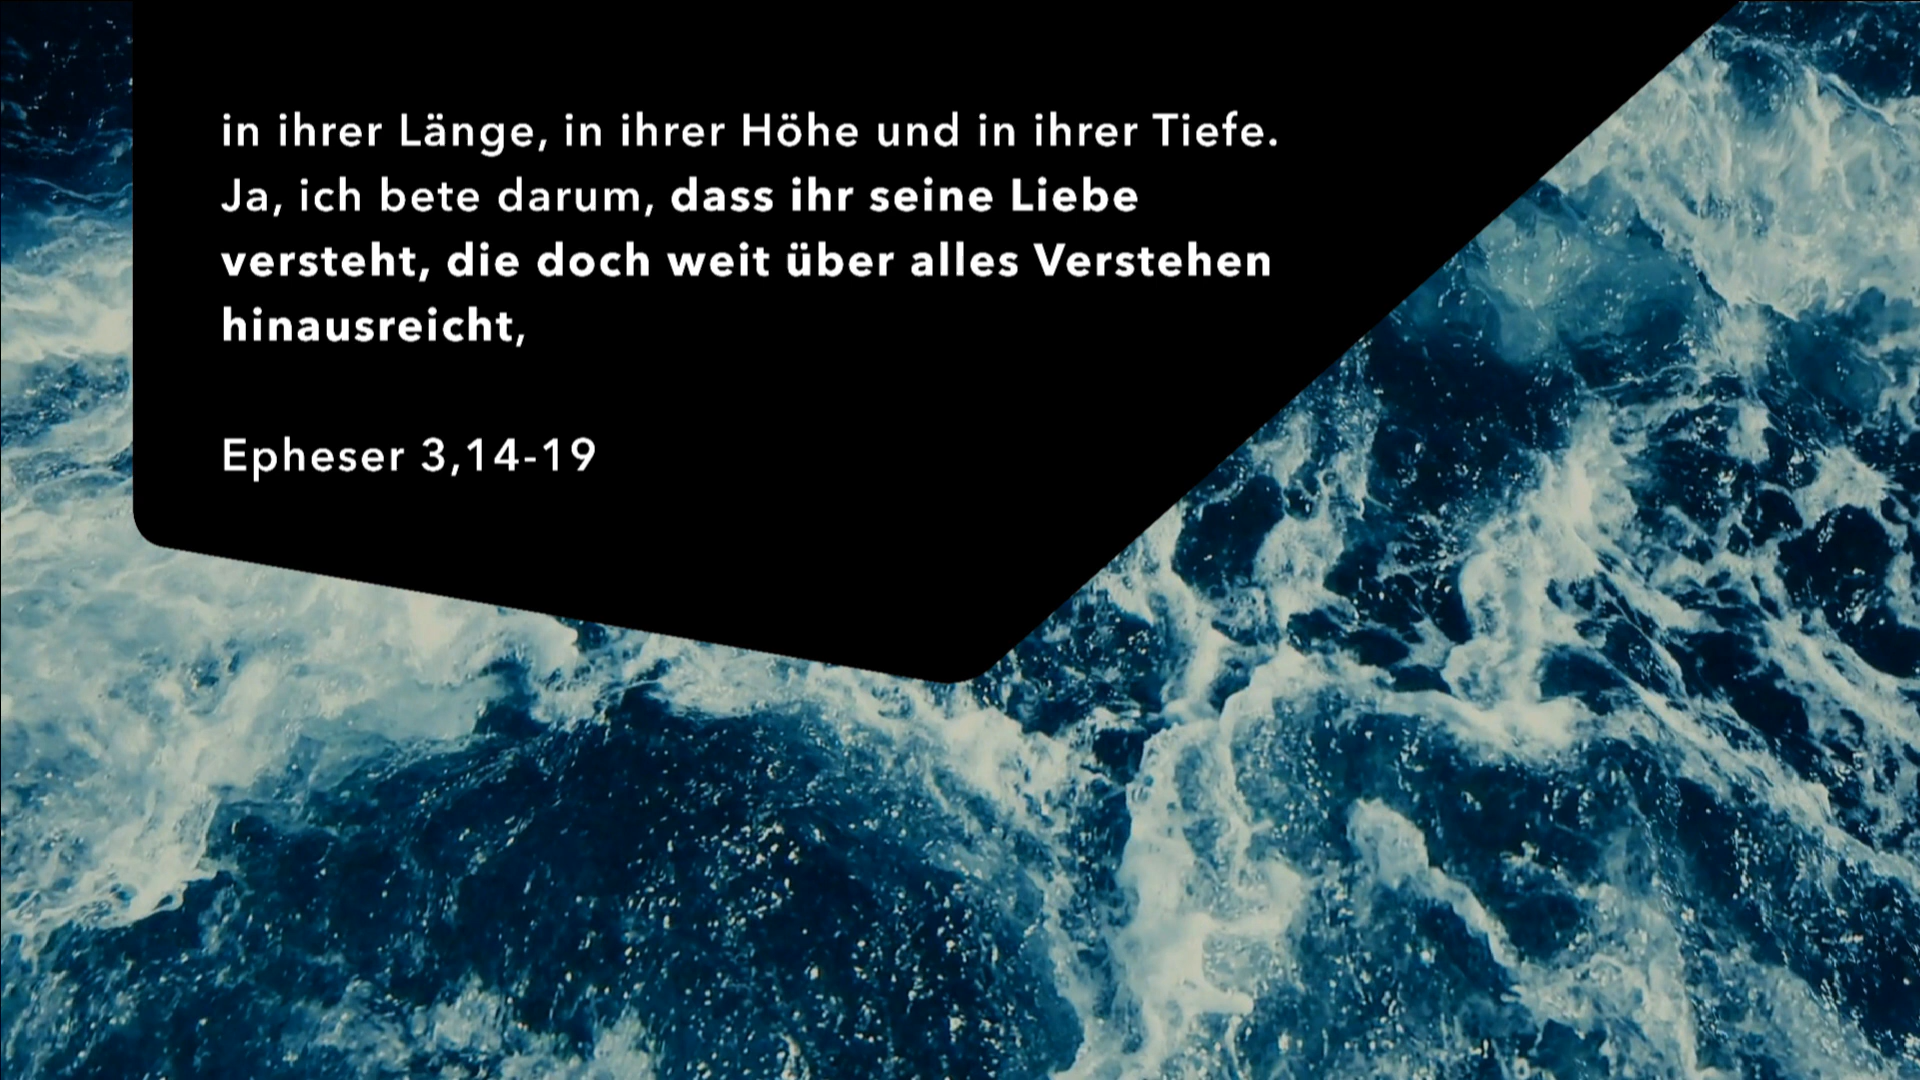 in ihrer Länge, in ihrer Höhe und in ihrer Tiefe.
Ja, ich bete darum, dass ihr seine Liebe
versteht, die doch weit über alles Verstehen
hinausreicht,
Epheser 3,14-19